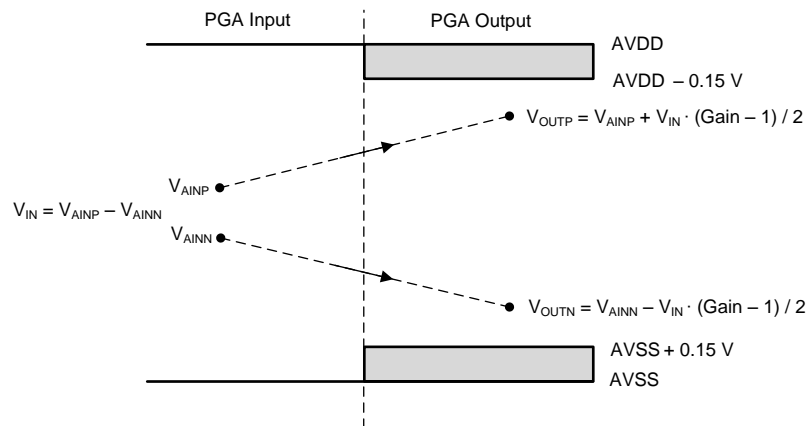 PGA Input
PGA Output
AVDD
AVDD – 0.15 V
V_OUTP = V_AINP + V_IN · (Gain – 1) / 2
V_AINP
V_IN = V_AINP – V_AINN
V_AINN
V_OUTN = V_AINN – V_IN · (Gain – 1) / 2
AVSS + 0.15 V
AVSS